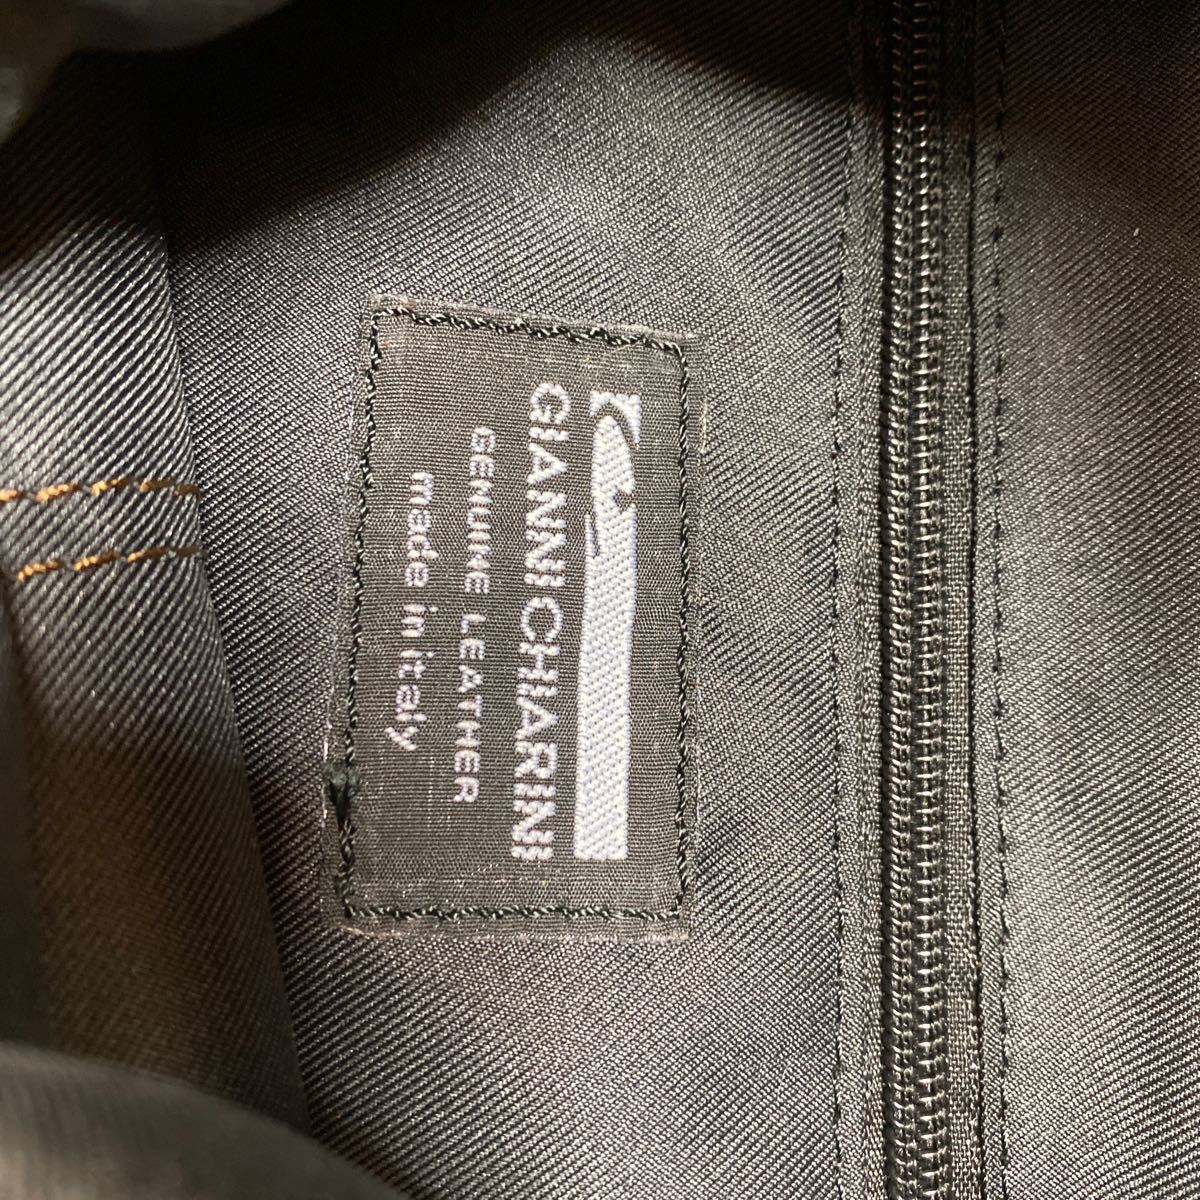 GIANNI CHIARINI
GENUINE LEATHER
made in italy